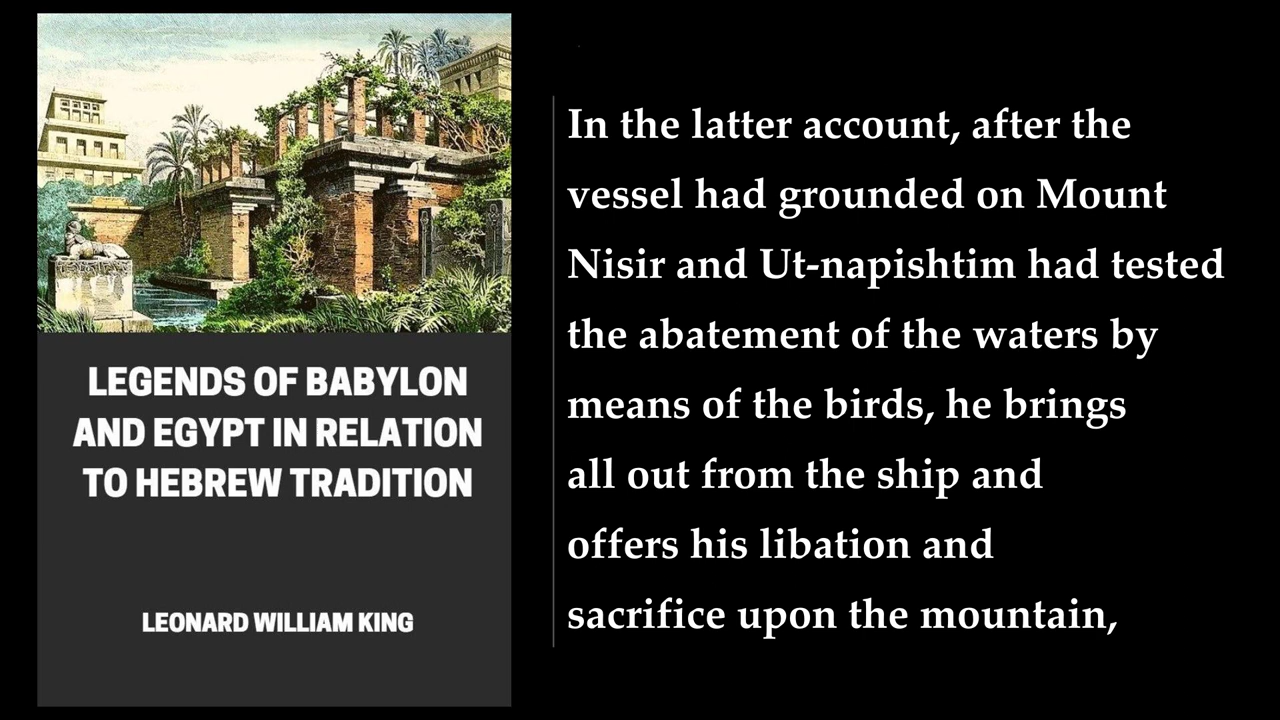 LEGENDS OF BABYLON
AND EGYPT IN RELATION
TO HEBREW TRADITION
LEONARD WILLIAM KING
In the latter account, after the
vessel had grounded on Mount
Nisir and Ut-napishtim had tested
the abatement of the waters by
means of the birds, he brings
all out from the ship and
offers his libation and
sacrifice upon the mountain,